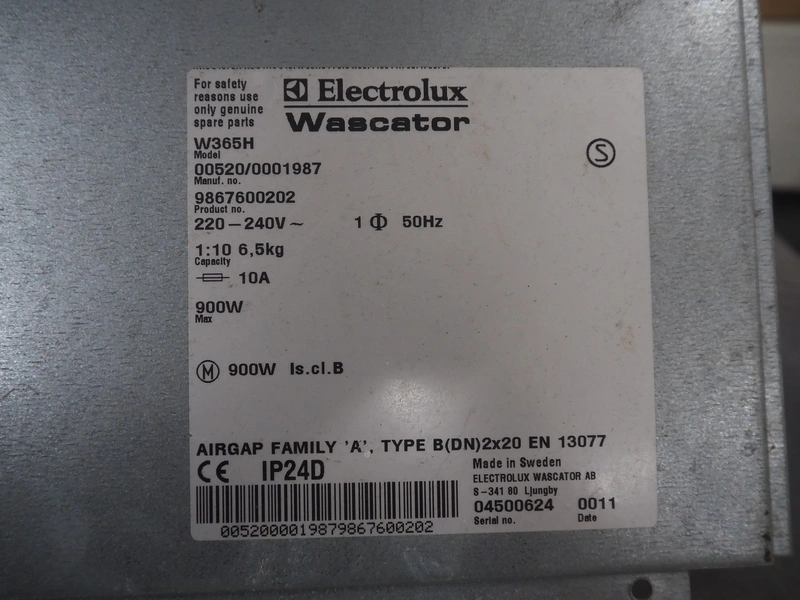 For safety
reasons use
only genuine
spare parts
Electrolux
Wascator
W365H
Model
S
00520/0001987
Manuf. no.
9867600202
Product no.
220–240V~ 1 Φ 50Hz
1:10 6,5kg
Capacity
10A
900W
Max
M 900W Is.cl.B
AIRGAP FAMILY 'A', TYPE B(DN)2x20 EN 13077
CE IP24D
Made in Sweden
ELECTROLUX WASCATOR AB
S-341 80 Ljungby
04500624 0011
Serial no. Date
0052000019879867600202